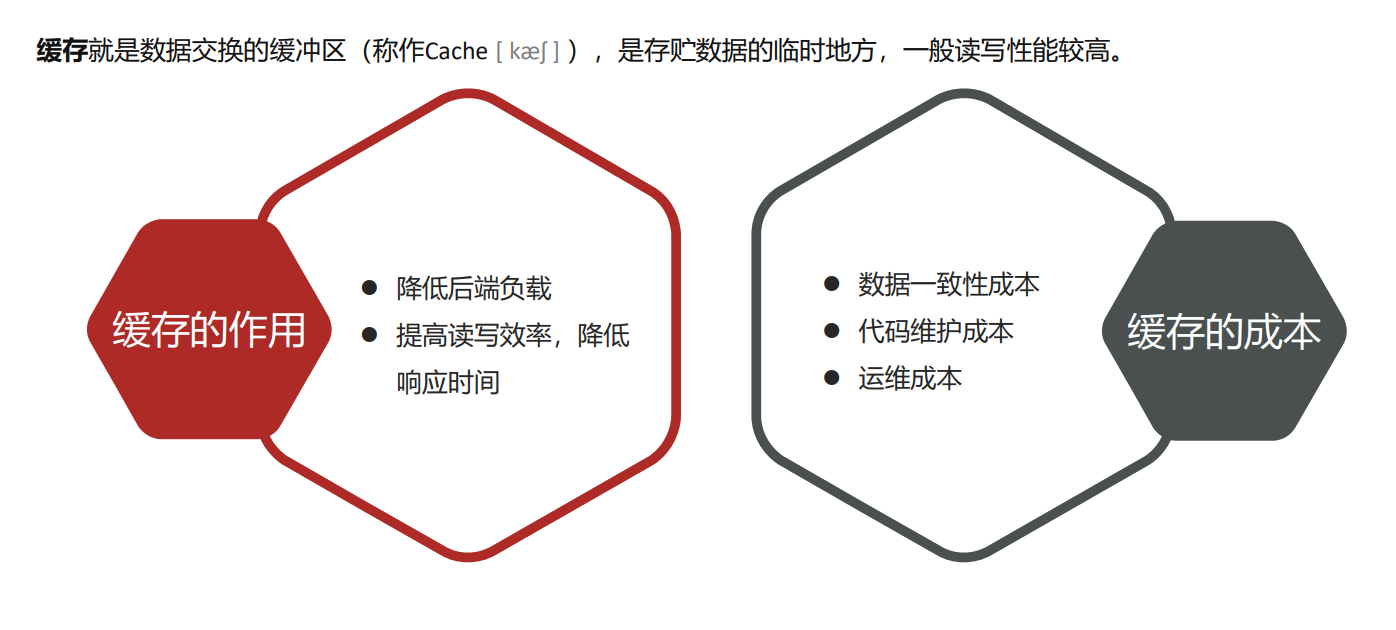 缓存就是数据交换的缓冲区（称作Cache [ kæʃ ] ），是存贮数据的临时地方，一般读写性能较高。
缓存的作用
● 降低后端负载
● 提高读写效率，降低
响应时间
● 数据一致性成本
● 代码维护成本
● 运维成本
缓存的成本